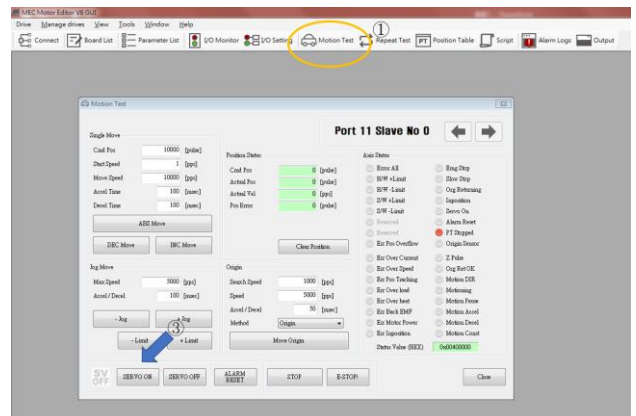 MEC Motor Editor V8 GUI
Drive Manage drives View Tools Window Help
Connect Board List Parameter List I/O Monitor I/O Setting Motion Test Repeat Test PT Position Table Script Alarm Logs Output
①
Motion Test
Port 11 Slave No 0
Single Move
Cmd Pos 10000 [pulse]
Start Speed 1 [pps]
Move Speed 10000 [pps]
Accel Time 100 [msec]
Decel Time 100 [msec]
ABS Move
DEC Move INC Move
Position Status
Cmd Pos 0 [pulse]
Actual Pos 0 [pulse]
Actual Vel 0 [pps]
Pos Error 0 [pulse]
Clear Position
Axis Status
Error All Emg Stop
H/W +Limit Slow Stop
H/W -Limit Org Returning
S/W +Limit Inposition
S/W -Limit Servo On
Reserved Alarm Reset
Reserved PT Stopped
Err Pos Overflow Origin Sensor
Err Over Current Z Pulse
Err Over Speed Org Ret OK
Err Pos Tracking Motion DIR
Err Over load Motioning
Err Over heat Motion Pause
Err Back EMF Motion Accel
Err Motor Power Motion Decel
Err Inposition Motion Const
Status Value (HEX) 0x00400000
Jog Move
Max Speed 5000 [pps]
Accel / Decel 100 [msec]
- Jog + Jog
③
- Limit + Limit
Origin
Search Speed 1000 [pps]
Speed 5000 [pps]
Accel / Decel 50 [msec]
Method Origin
Move Origin
SV OFF SERVO ON SERVO OFF ALARM RESET STOP E-STOP! Close